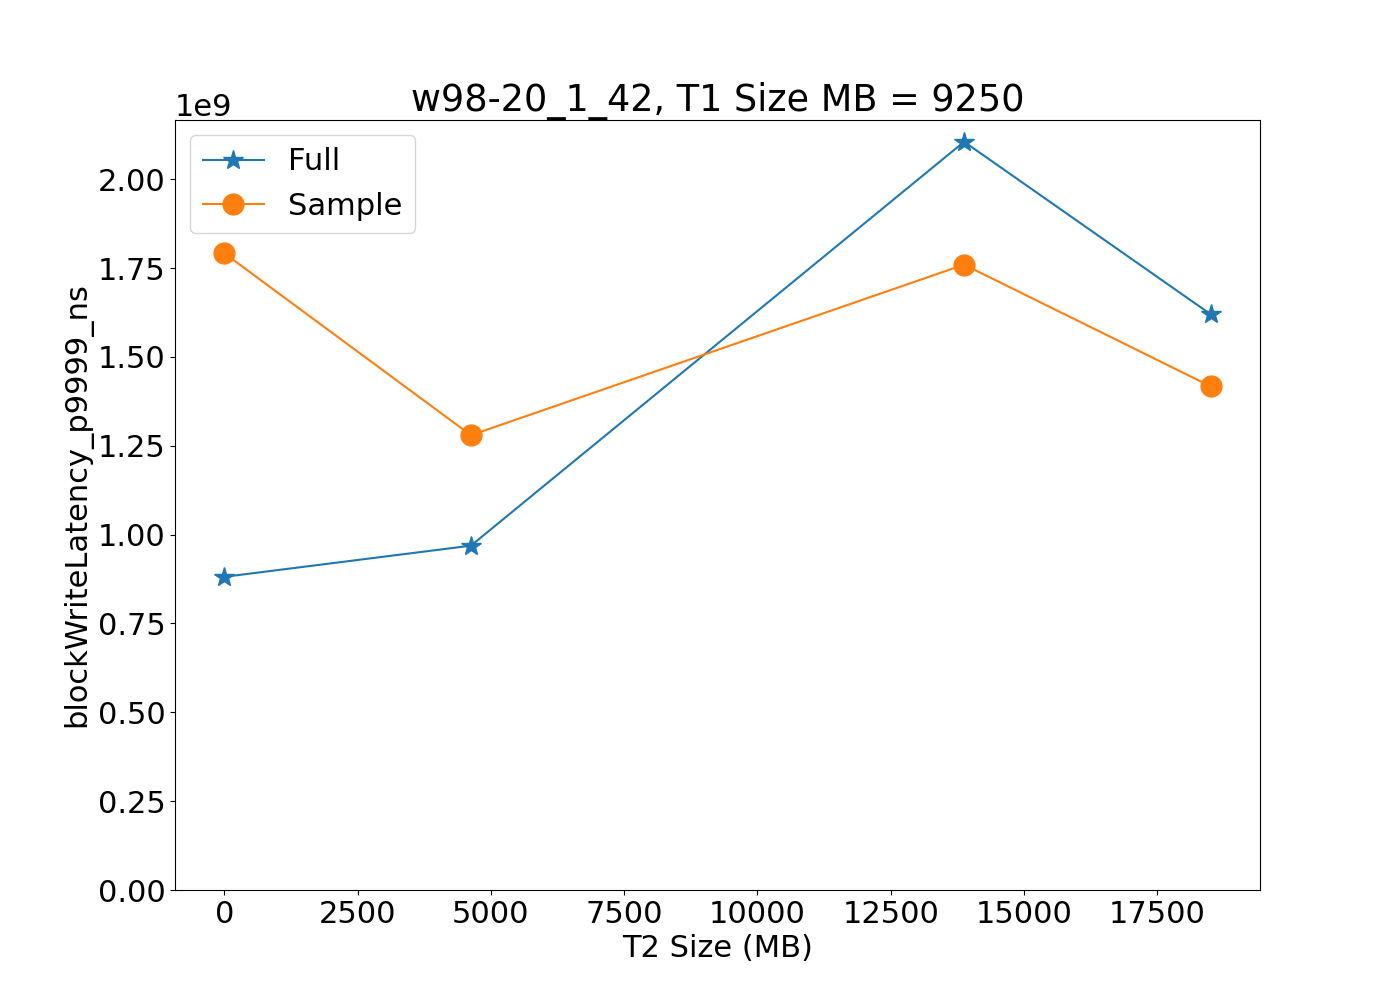 w98-20_1_42, T1 Size MB = 9250
1e9
Full
Sample
2.00
1.75
1.50
1.25
1.00
0.75
0.50
0.25
0.00
blockWriteLatency_p9999_ns
0 2500 5000 7500 10000 12500 15000 17500
T2 Size (MB)